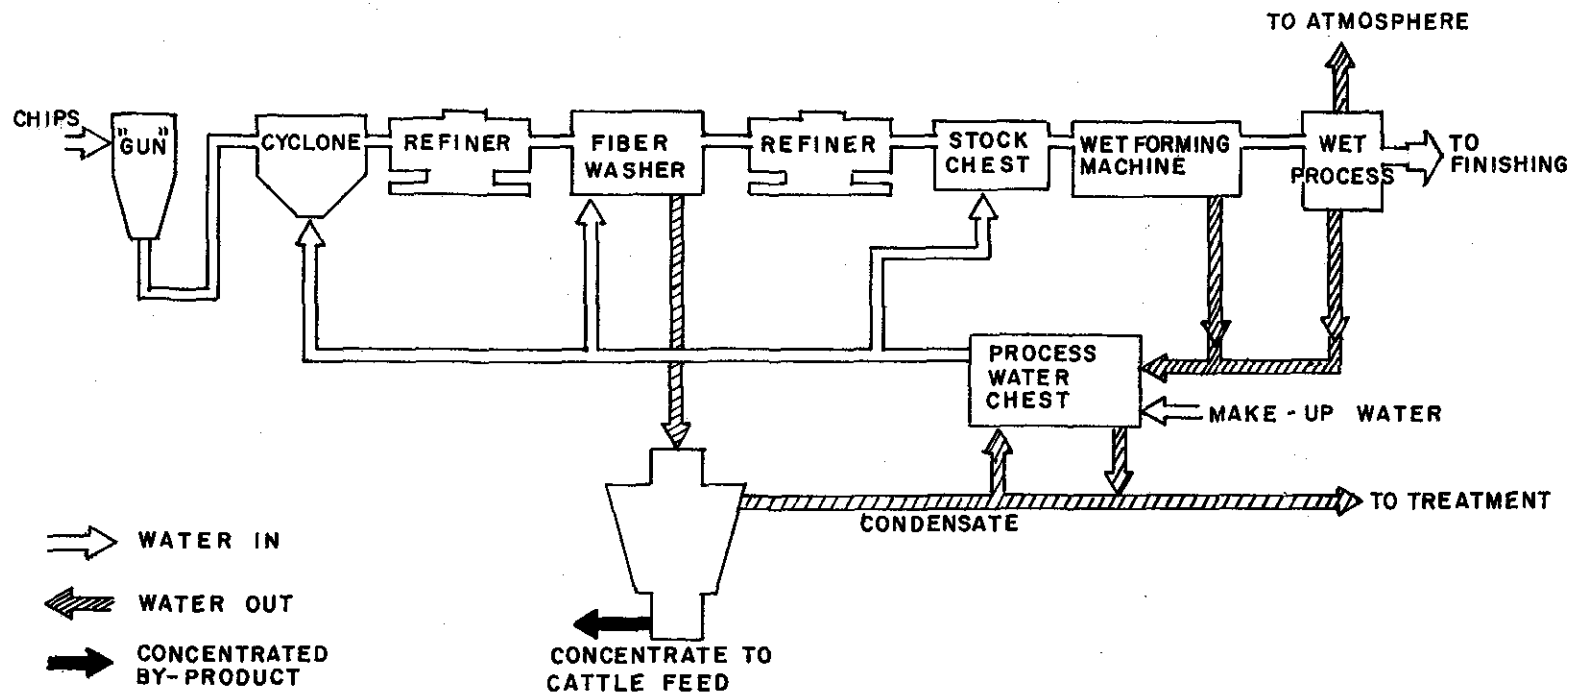 TO ATMOSPHERE
CHIPS
"GUN"
CYCLONE
REFINER
FIBER
WASHER
REFINER
STOCK
CHEST
WET FORMING
MACHINE
WET
PROCESS
TO
FINISHING
PROCESS
WATER
CHEST
MAKE-UP WATER
TO TREATMENT
CONDENSATE
WATER IN
WATER OUT
CONCENTRATED
BY-PRODUCT
CONCENTRATE TO
CATTLE FEED